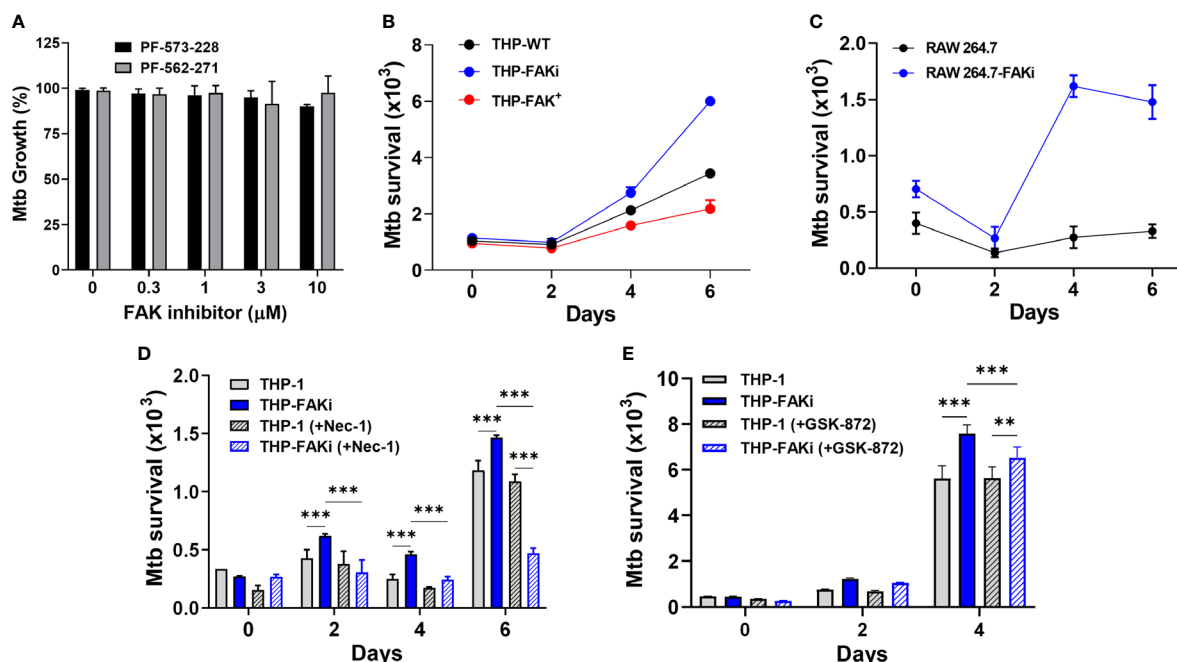 A
PF-573-228
PF-562-271
Mtb Growth (%)
125
100
75
50
25
0
0 0.3 1 3 10
FAK inhibitor (μM)
B
THP-WT
THP-FAKi
THP-FAK+
Mtb survival (x10³)
8
6
4
2
0
0 2 4 6
Days
C
RAW 264.7
RAW 264.7-FAKi
Mtb survival (x10³)
2.0
1.5
1.0
0.5
0.0
0 2 4 6
Days
D
THP-1
THP-FAKi
THP-1 (+Nec-1)
THP-FAKi (+Nec-1)
Mtb survival (x10³)
2.0
1.5
1.0
0.5
0.0
*** ***
*** ***
*** *** ***
0 2 4 6
Days
E
THP-1
THP-FAKi
THP-1 (+GSK-872)
THP-FAKi (+GSK-872)
Mtb survival (x10³)
10
8
6
4
2
0
***
*** **
0 2 4
Days